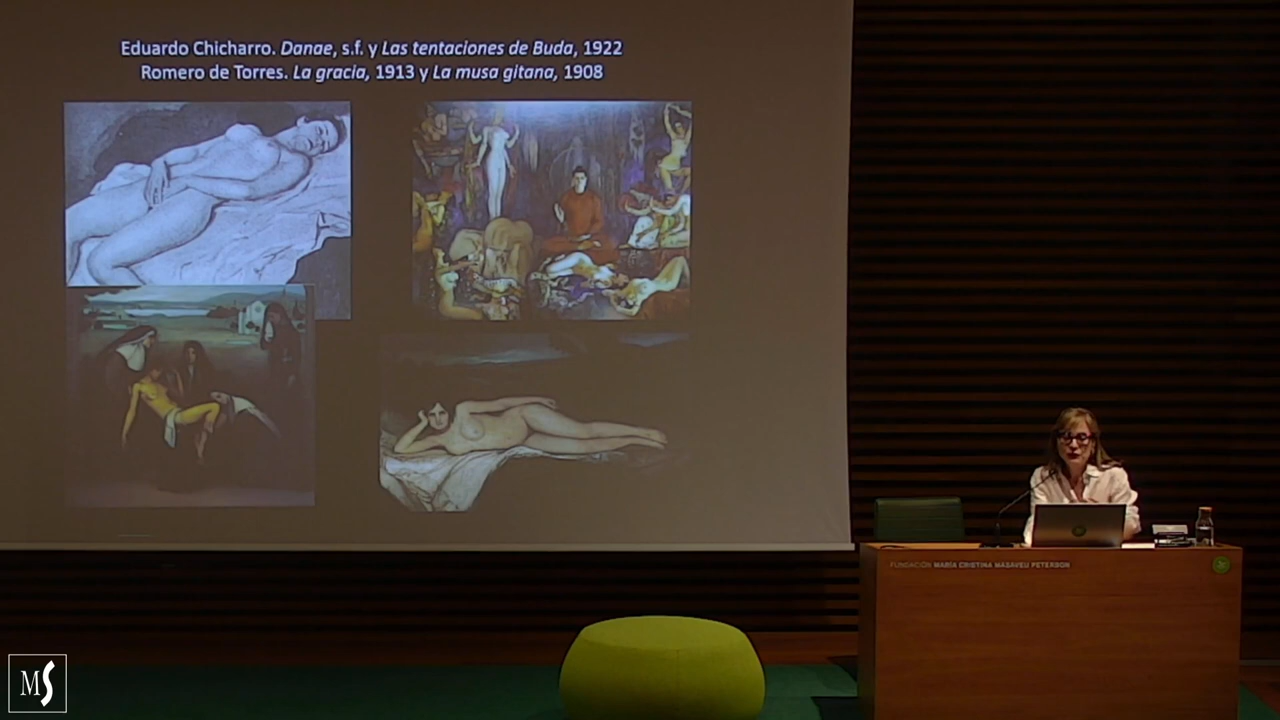 Eduardo Chicharro. Danae, s.f. y Las tentaciones de Buda, 1922
Romero de Torres. La gracia, 1913 y La musa gitana, 1908
FUNDACIÓN MARÍA CRISTINA MASAVEU PETERSON
MS